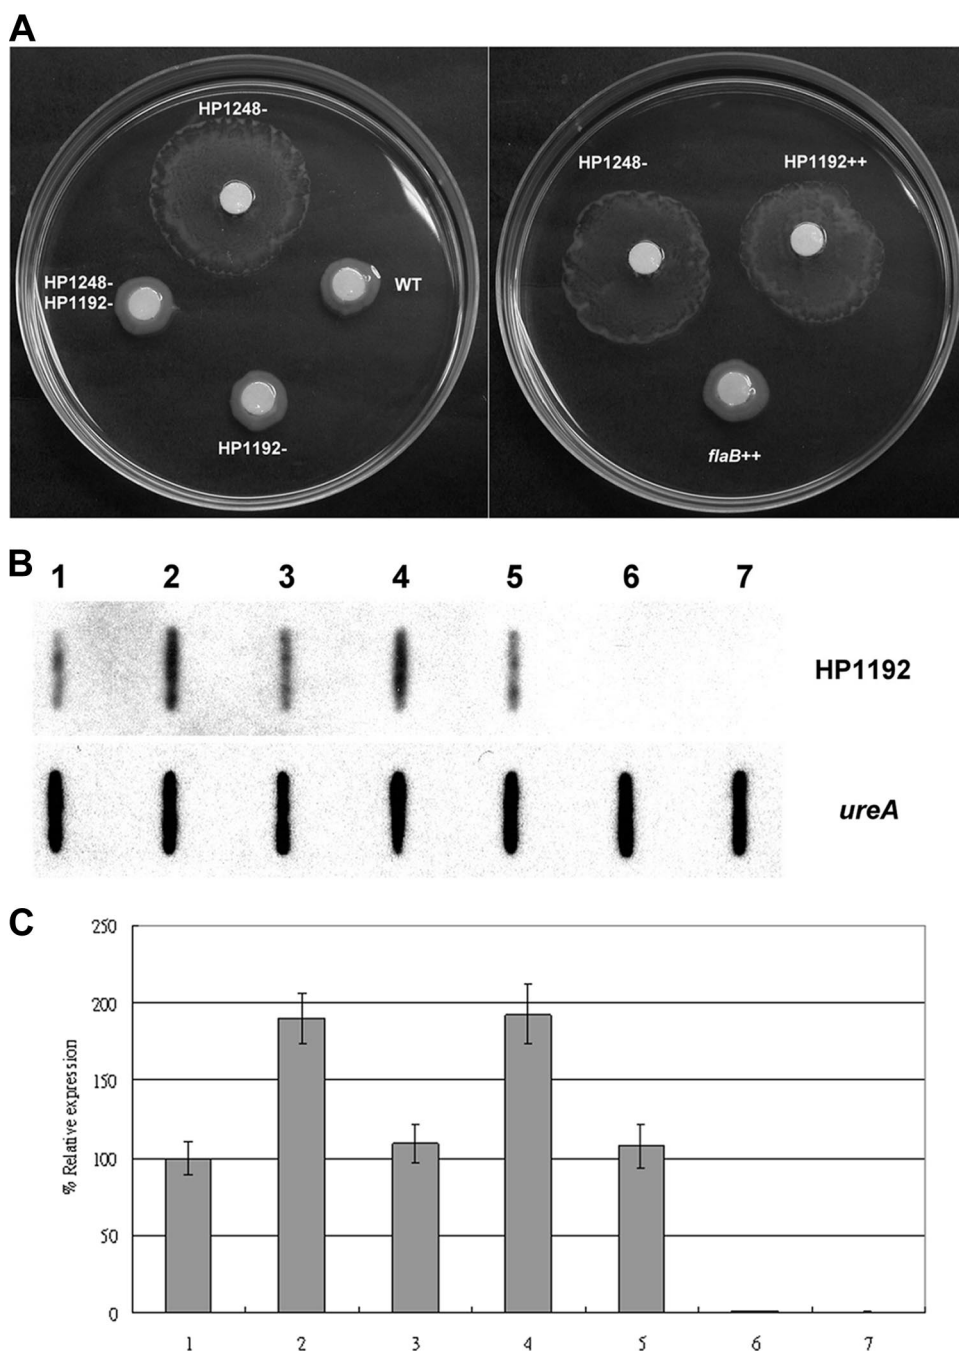 A
HP1248-
HP1248-
HP1192-
WT
HP1192-
HP1248-
HP1192++
flaB++
B
1 2 3 4 5 6 7
HP1192
ureA
C
250
200
150
100
50
0
% Relative expression
1 2 3 4 5 6 7